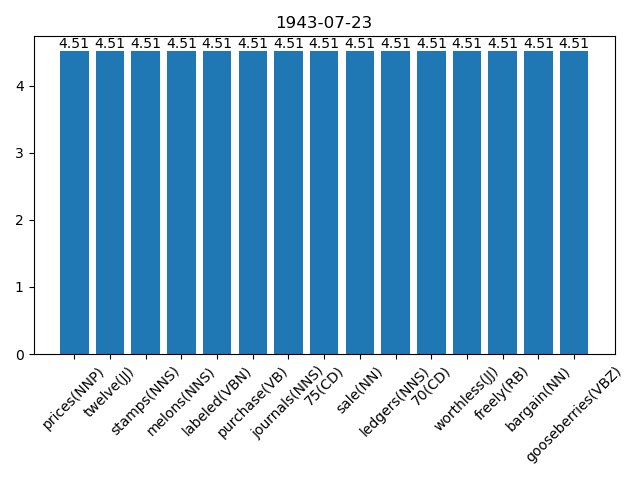 1943-07-23
4.51 4.51 4.51 4.51 4.51 4.51 4.51 4.51 4.51 4.51 4.51 4.51 4.51 4.51 4.51
4
3
2
1
0
prices(NNP)
twelve(JJ)
stamps(NNS)
melons(NNS)
labeled(VBN)
purchase(VB)
journals(NNS)
75(CD)
sale(NN)
ledgers(NNS)
70(CD)
worthless(JJ)
freely(RB)
bargain(NN)
gooseberries(VBZ)